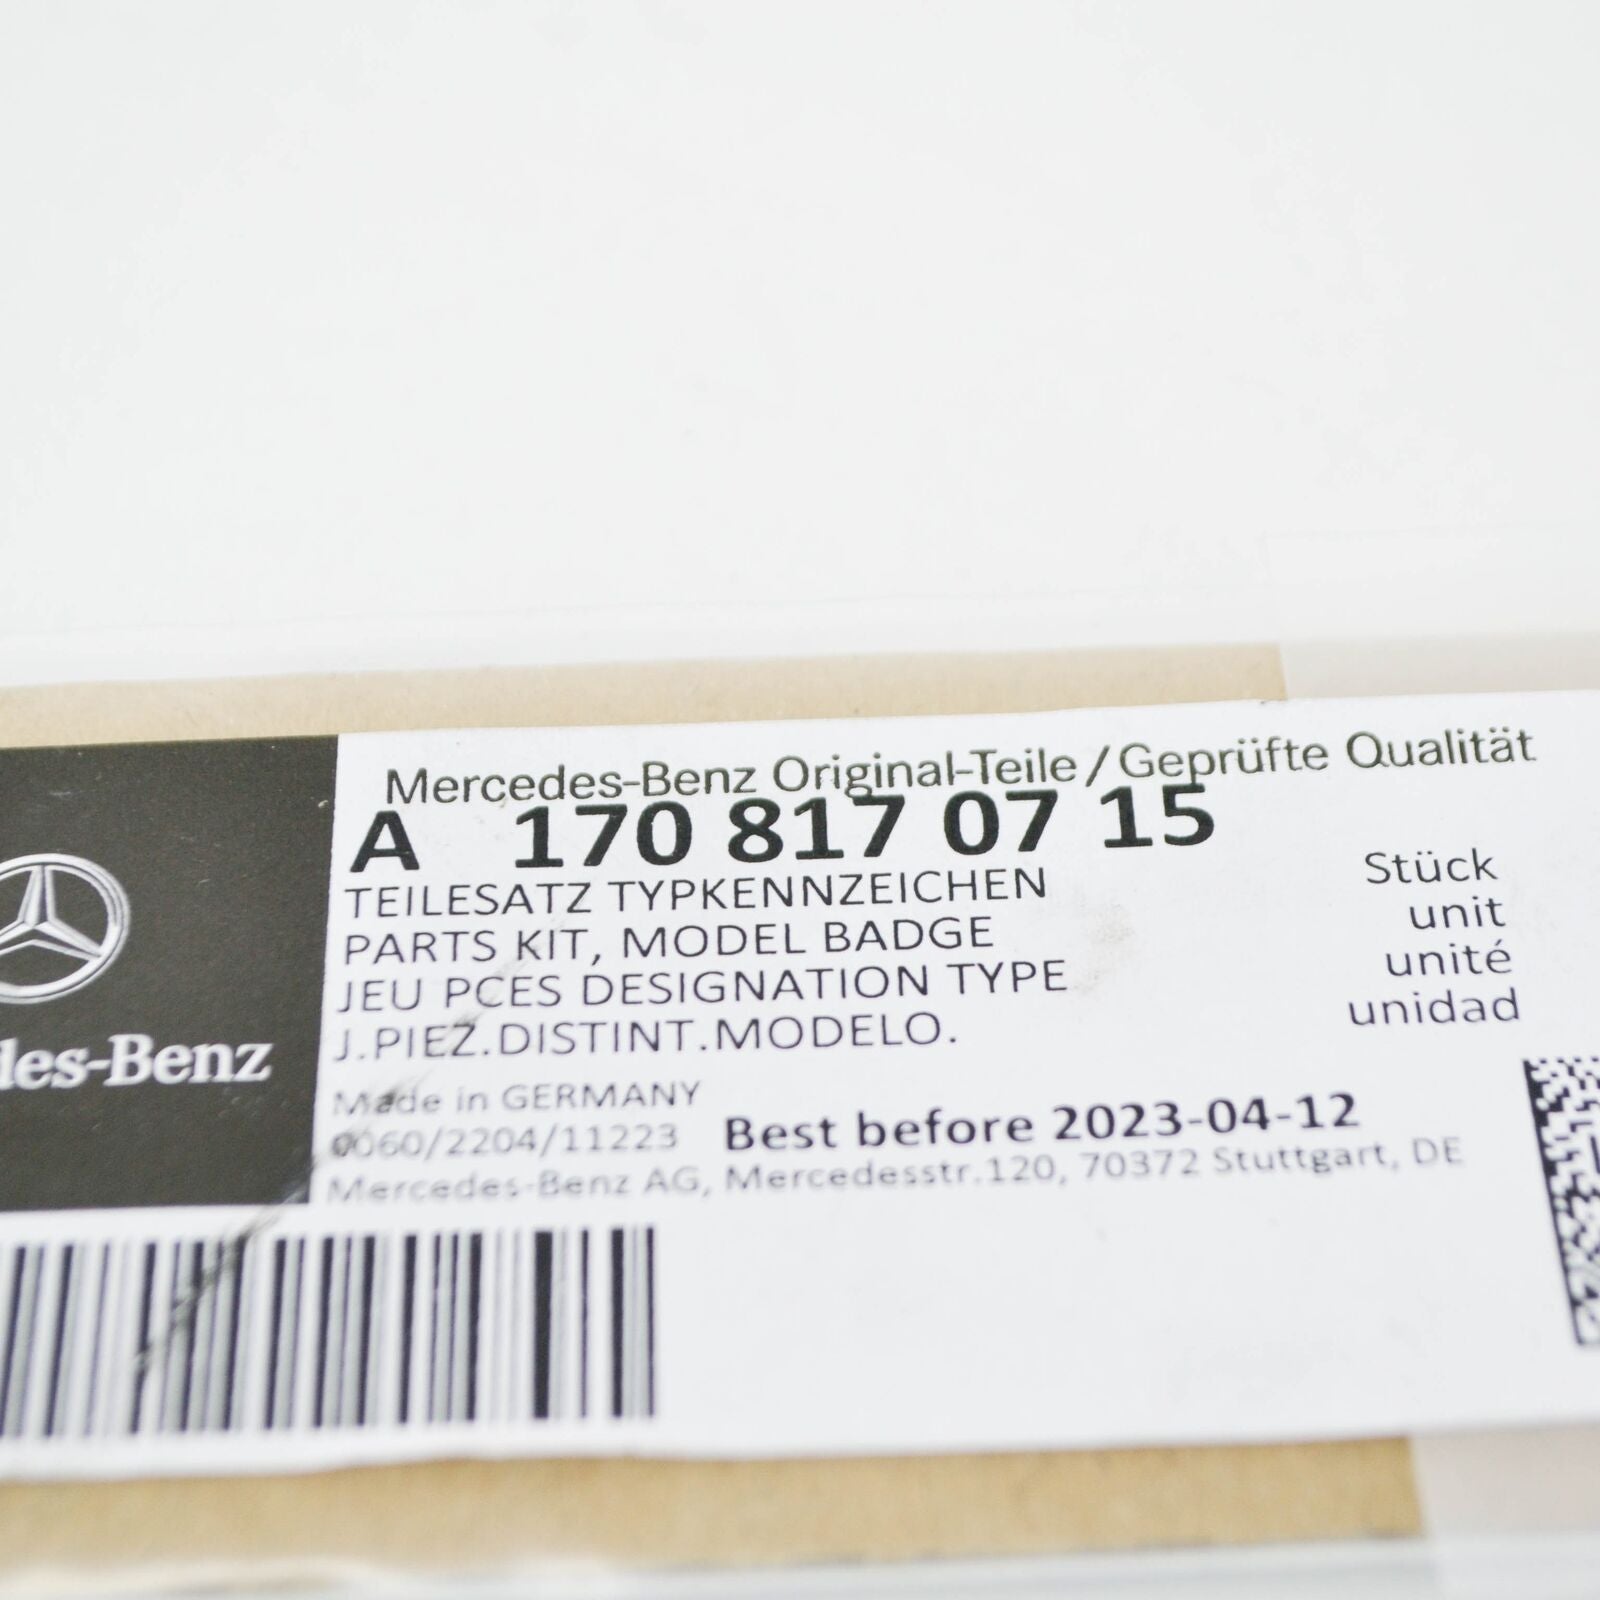 Mercedes-Benz Original-Teile / Geprüfte Qualität
A 170 817 07 15
TEILESATZ TYPKENNZEICHEN
PARTS KIT, MODEL BADGE
JEU PCES DESIGNATION TYPE
J.PIEZ.DISTINT.MODELO.
Stück
unit
unité
unidad
des-Benz
Made in GERMANY
0060/2204/11223 Best before 2023-04-12
Mercedes-Benz AG, Mercedesstr.120, 70372 Stuttgart, DE